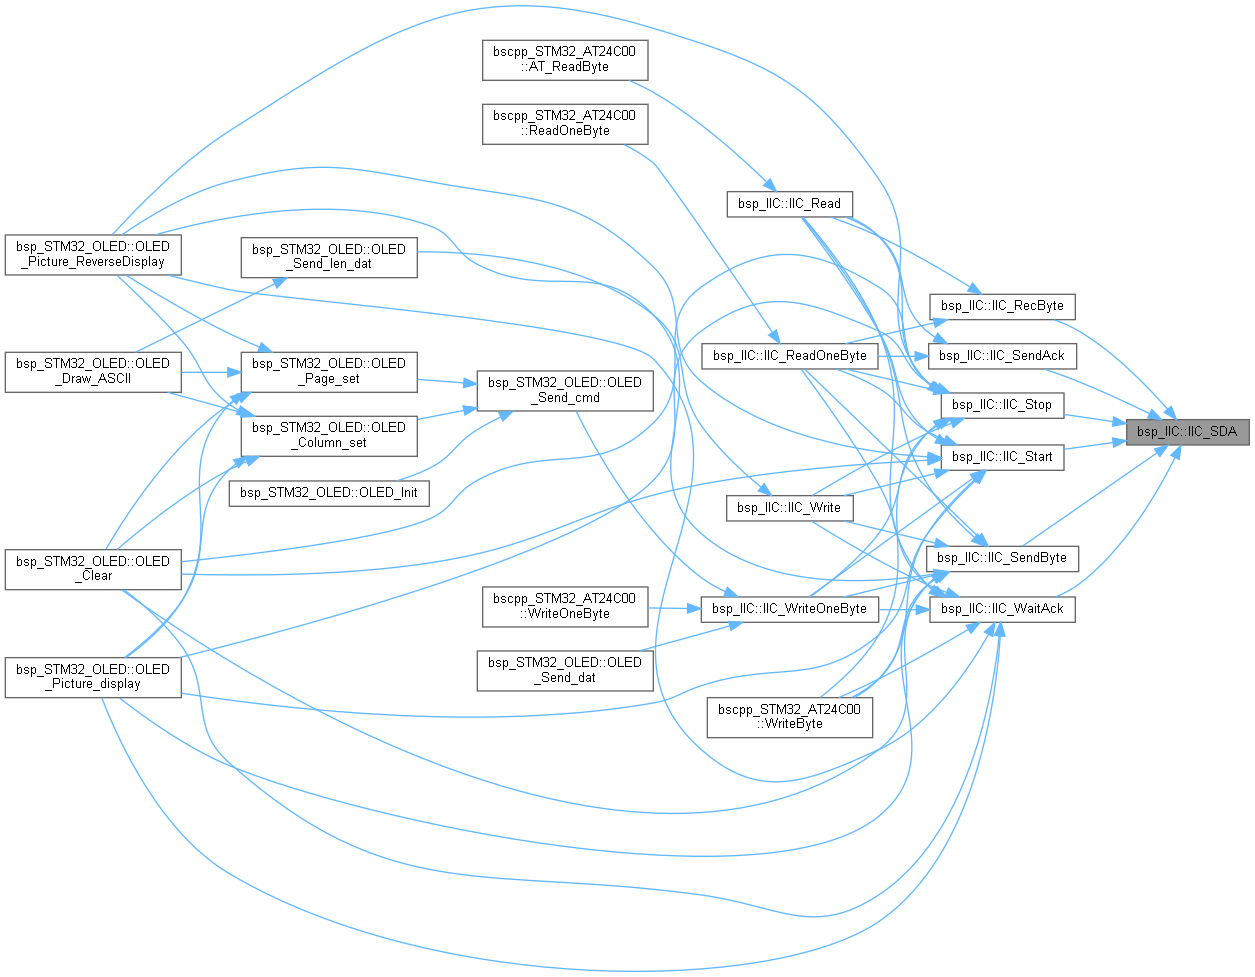 bscpp_STM32_AT24C00
::AT_ReadByte
bscpp_STM32_AT24C00
::ReadOneByte
bsp_IIC::IIC_Read
bsp_STM32_OLED::OLED
_Picture_ReverseDisplay
bsp_STM32_OLED::OLED
_Send_len_dat
bsp_IIC::IIC_RecByte
bsp_IIC::IIC_ReadOneByte
bsp_IIC::IIC_SendAck
bsp_STM32_OLED::OLED
_Draw_ASCII
bsp_STM32_OLED::OLED
_Page_set
bsp_STM32_OLED::OLED
_Send_cmd
bsp_IIC::IIC_Stop
bsp_IIC::IIC_SDA
bsp_STM32_OLED::OLED
_Column_set
bsp_IIC::IIC_Start
bsp_STM32_OLED::OLED_Init
bsp_IIC::IIC_Write
bsp_STM32_OLED::OLED
_Clear
bsp_IIC::IIC_SendByte
bscpp_STM32_AT24C00
::WriteOneByte
bsp_IIC::IIC_WriteOneByte
bsp_IIC::IIC_WaitAck
bsp_STM32_OLED::OLED
_Picture_display
bsp_STM32_OLED::OLED
_Send_dat
bscpp_STM32_AT24C00
::WriteByte